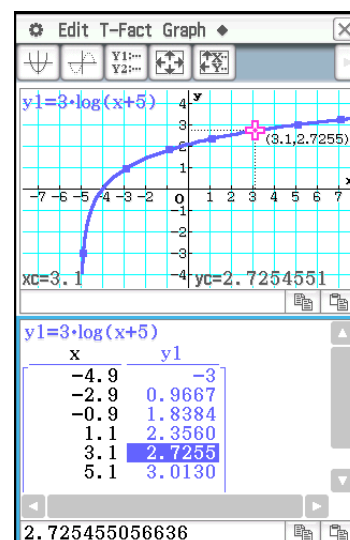 Edit T-Fact Graph ◆
Y1:···
Y2:···
y1=3·log(x+5)
y
4
3
2
1
(3.1,2.7255)
x
-7 -6 -5 -4 -3 -2 0 1 2 3 4 5 6 7
-1
-3
-4
xc=3.1 yc=2.7254551
y1=3·log(x+5)
x y1
-4.9 -3
-2.9 0.9667
-0.9 1.8384
1.1 2.3560
3.1 2.7255
5.1 3.0130
2.725455056636